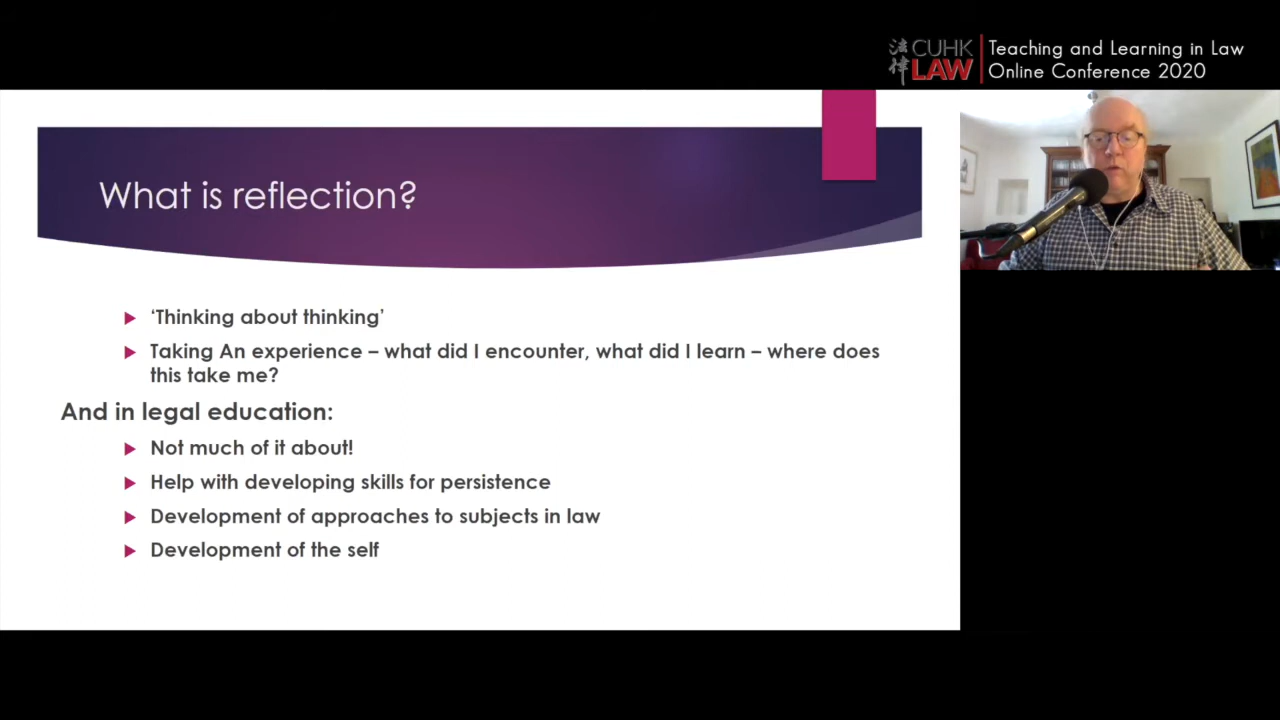 法律 CUHK LAW
Teaching and Learning in Law
Online Conference 2020
What is reflection?
‘Thinking about thinking’
Taking An experience – what did I encounter, what did I learn – where does
this take me?
And in legal education:
Not much of it about!
Help with developing skills for persistence
Development of approaches to subjects in law
Development of the self